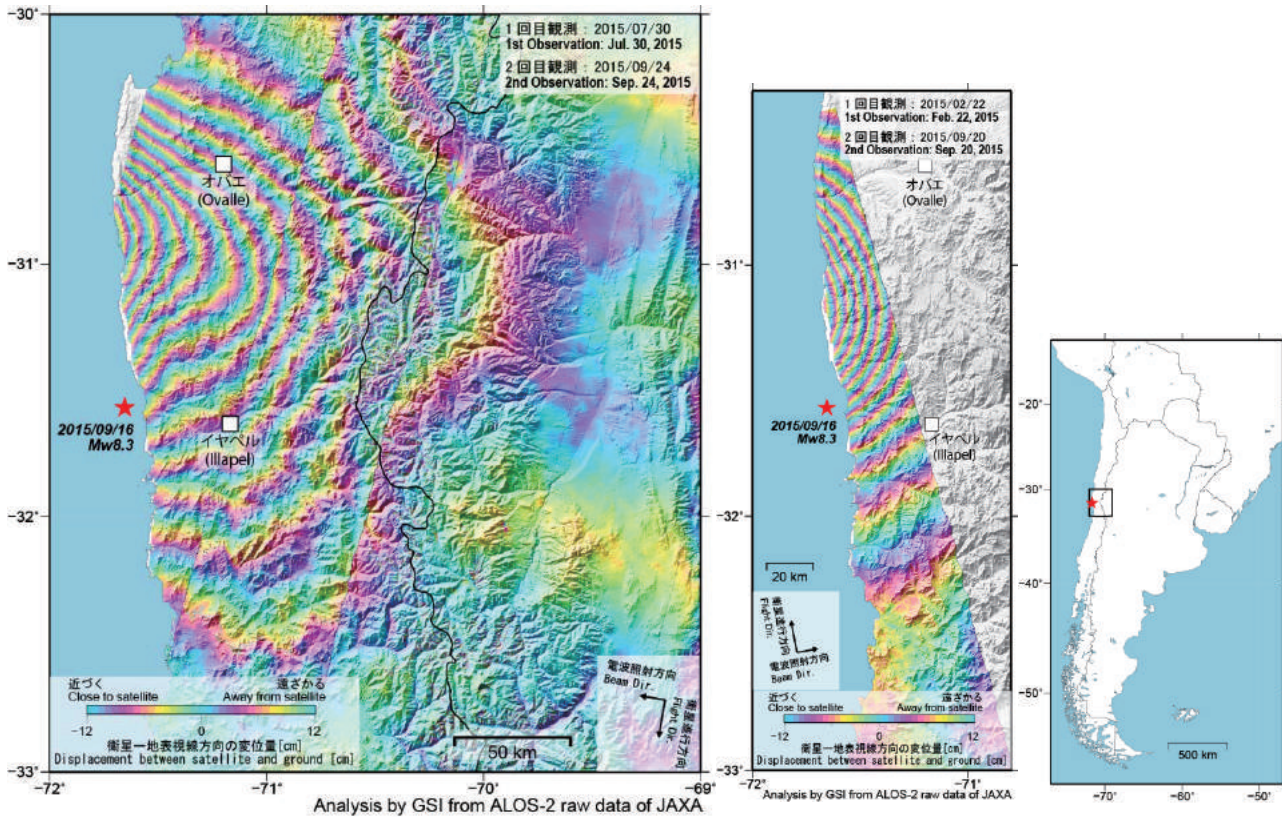 −30°
1 回目観測 : 2015/07/30
1st Observation: Jul. 30, 2015
2 回目観測 : 2015/09/24
2nd Observation: Sep. 24, 2015
オバエ
(Ovalle)
−31°
2015/09/16
Mw8.3
イヤペル
(Illapel)
−32°
近づく 遠ざかる
Close to satellite Away from satellite
−12 0 12
衛星−地表視線方向の変位量[cm]
Displacement between satellite and ground [cm]
電波照射方向
Beam Dir.
衛星進行方向
Flight Dir.
50 km
−33°
−72° −71° −70° −69°
Analysis by GSI from ALOS-2 raw data of JAXA
1 回目観測 : 2015/02/22
1st Observation: Feb. 22, 2015
2 回目観測 : 2015/09/20
2nd Observation: Sep. 20, 2015
オバエ
(Ovalle)
−31°
2015/09/16
Mw8.3
イヤペル
(Illapel)
−32°
20 km
衛星進行方向
Flight Dir.
電波照射方向
Beam Dir.
近づく 遠ざかる
Close to satellite Away from satellite
−12 0 12
衛星−地表視線方向の変位量[cm]
Displacement between satellite and ground [cm]
−33°
−72° −71°
Analysis by GSI from ALOS-2 raw data of JAXA
−20°
−30°
−40°
−50°
500 km
−70° −60° −50°